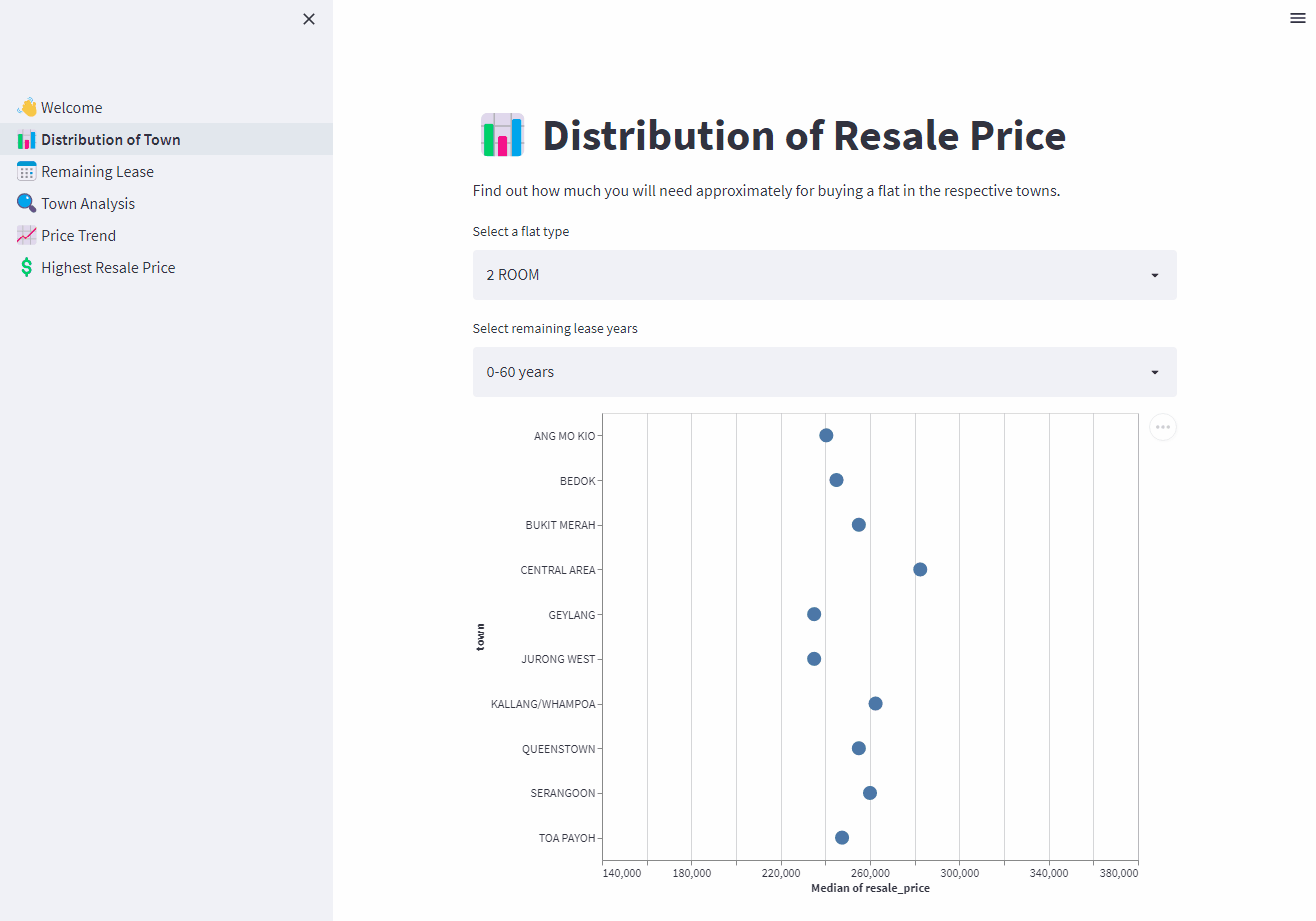 Welcome
Distribution of Town
Remaining Lease
Town Analysis
Price Trend
Highest Resale Price
Distribution of Resale Price
Find out how much you will need approximately for buying a flat in the respective towns.
Select a flat type
2 ROOM
Select remaining lease years
0-60 years
ANG MO KIO
BEDOK
BUKIT MERAH
CENTRAL AREA
GEYLANG
JURONG WEST
KALLANG/WHAMPOA
QUEENSTOWN
SERANGOON
TOA PAYOH
town
140,000 180,000 220,000 260,000 300,000 340,000 380,000
Median of resale_price